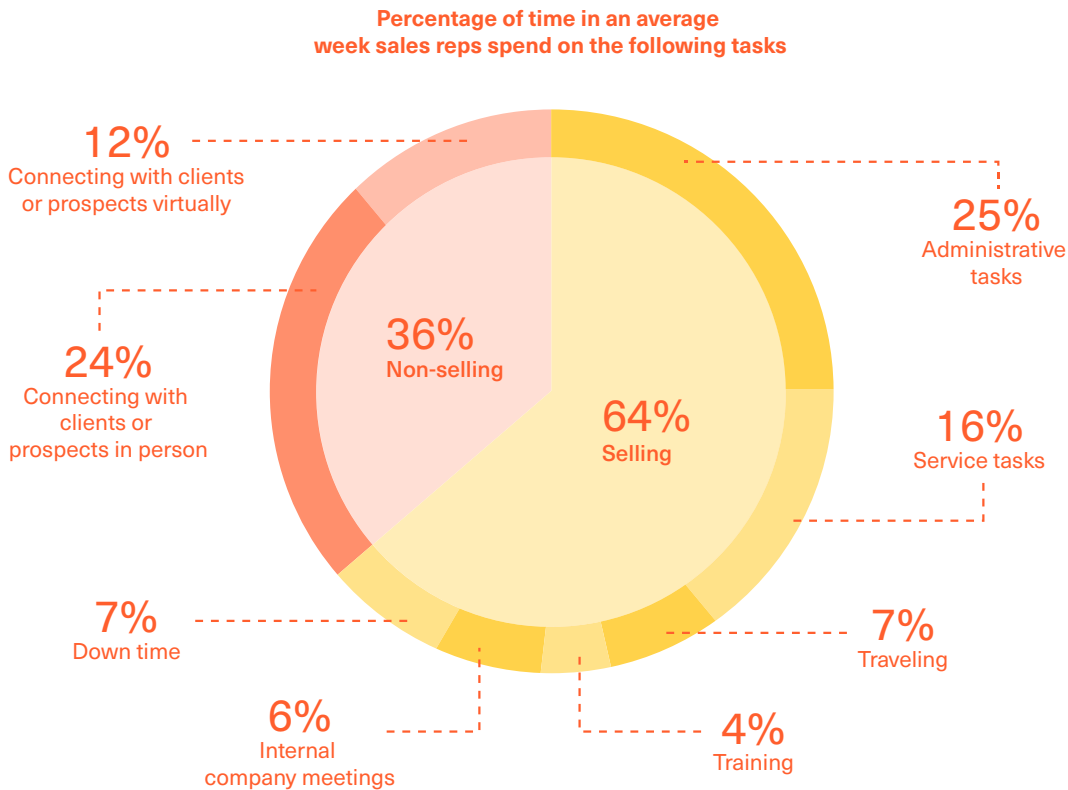 Percentage of time in an average
week sales reps spend on the following tasks
12%
Connecting with clients
or prospects virtually
25%
Administrative
tasks
24%
Connecting with
clients or
prospects in person
36%
Non-selling
64%
Selling
16%
Service tasks
7%
Down time
7%
Traveling
6%
Internal
company meetings
4%
Training